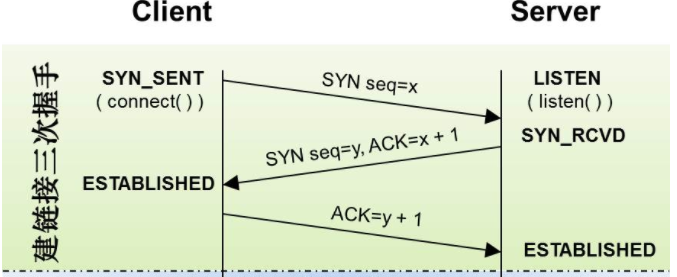 Client
Server
建链接三次握手
SYN_SENT
( connect( ) )
SYN seq=x
LISTEN
( listen( ) )
SYN_RCVD
SYN seq=y, ACK=x + 1
ESTABLISHED
ACK=y + 1
ESTABLISHED